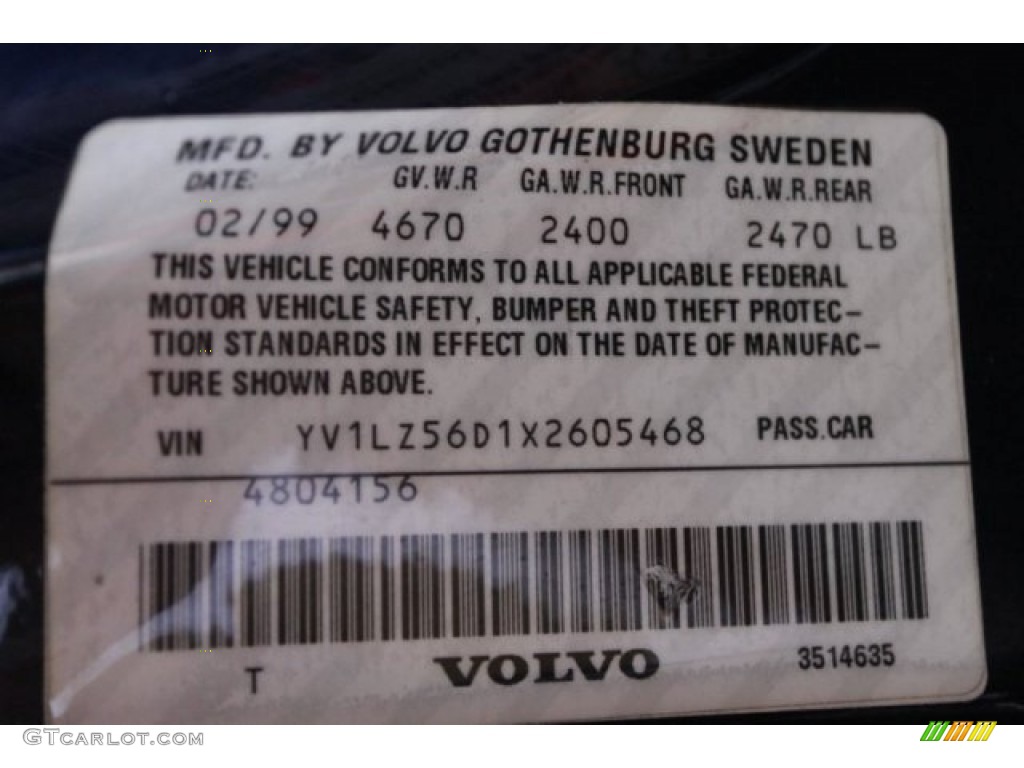 MFD. BY VOLVO GOTHENBURG SWEDEN
DATE: GV.W.R GA.W.R.FRONT GA.W.R.REAR
02/99 4670 2400 2470 LB
THIS VEHICLE CONFORMS TO ALL APPLICABLE FEDERAL
MOTOR VEHICLE SAFETY, BUMPER AND THEFT PROTEC-
TION STANDARDS IN EFFECT ON THE DATE OF MANUFAC-
TURE SHOWN ABOVE.
VIN YV1LZ56D1X2605468 PASS.CAR
4804156
T VOLVO 3514635
GTCARLOT.COM